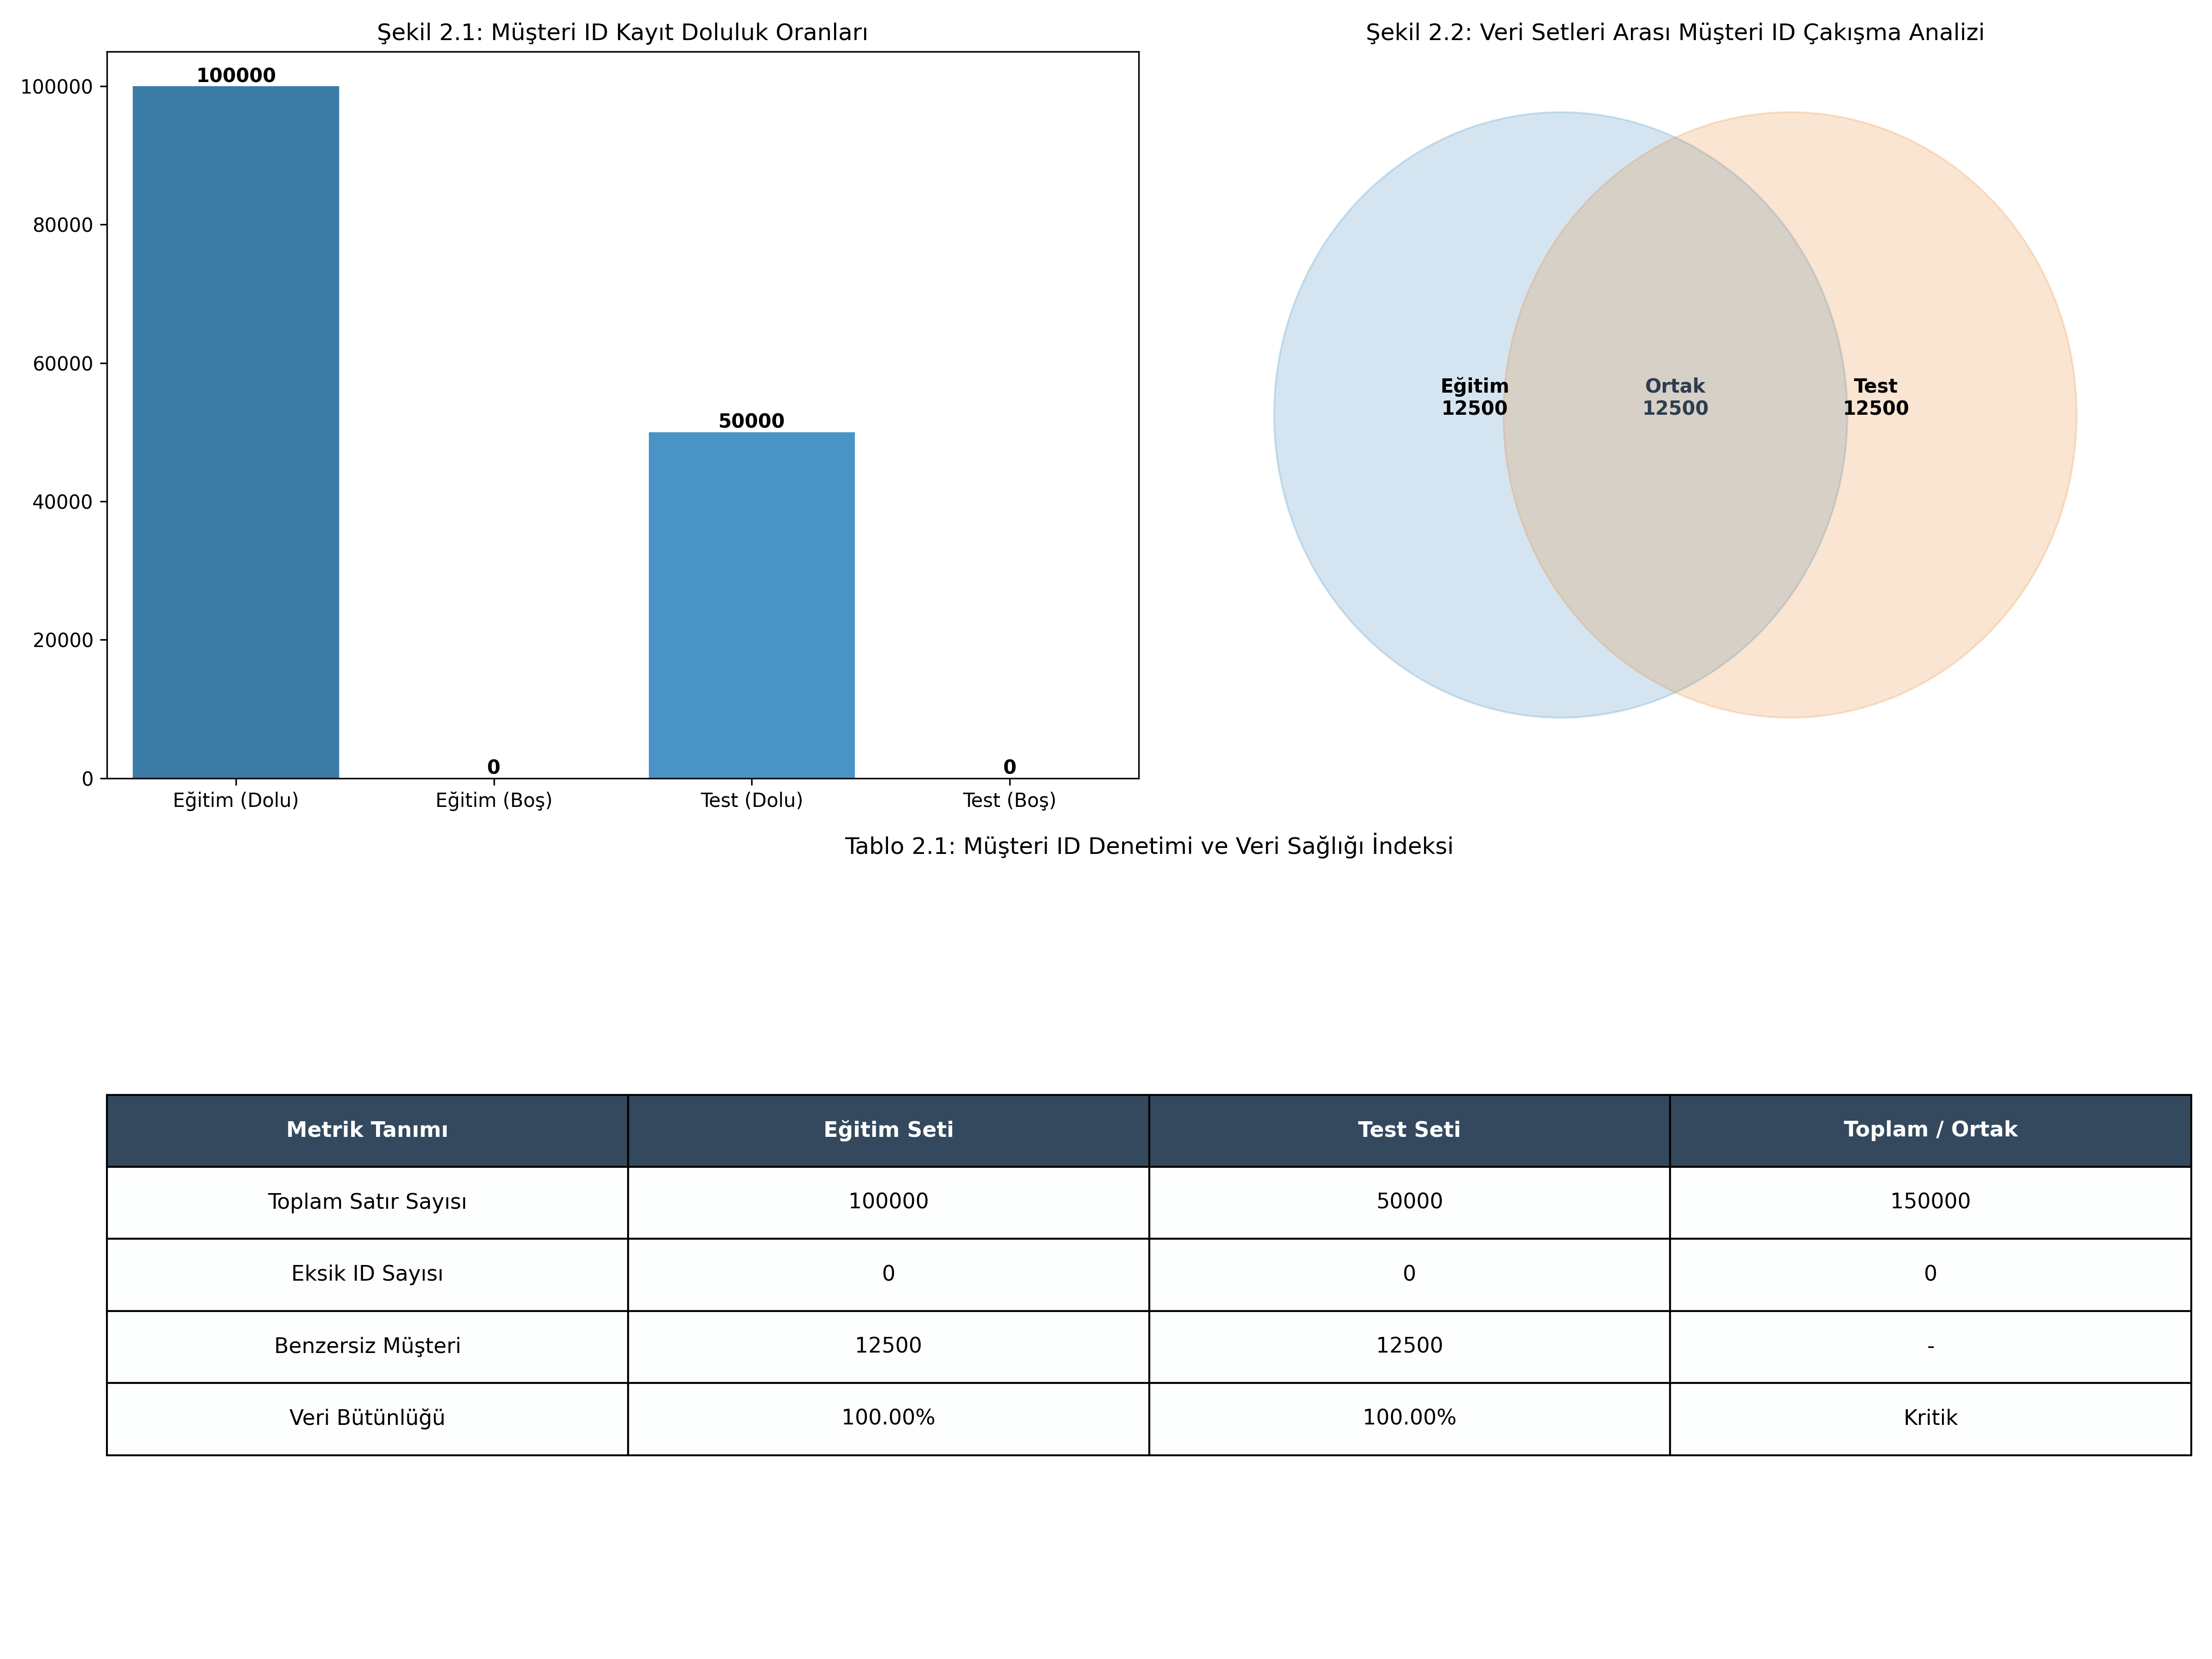 Şekil 2.1: Müşteri ID Kayıt Doluluk Oranları
100000
80000
60000
40000
20000
0
100000
0
50000
0
Eğitim (Dolu)
Eğitim (Boş)
Test (Dolu)
Test (Boş)
Şekil 2.2: Veri Setleri Arası Müşteri ID Çakışma Analizi
Eğitim
12500
Ortak
12500
Test
12500
Tablo 2.1: Müşteri ID Denetimi ve Veri Sağlığı İndeksi
Metrik Tanımı Eğitim Seti Test Seti Toplam / Ortak
Toplam Satır Sayısı 100000 50000 150000
Eksik ID Sayısı 0 0 0
Benzersiz Müşteri 12500 12500 -
Veri Bütünlüğü 100.00% 100.00% Kritik